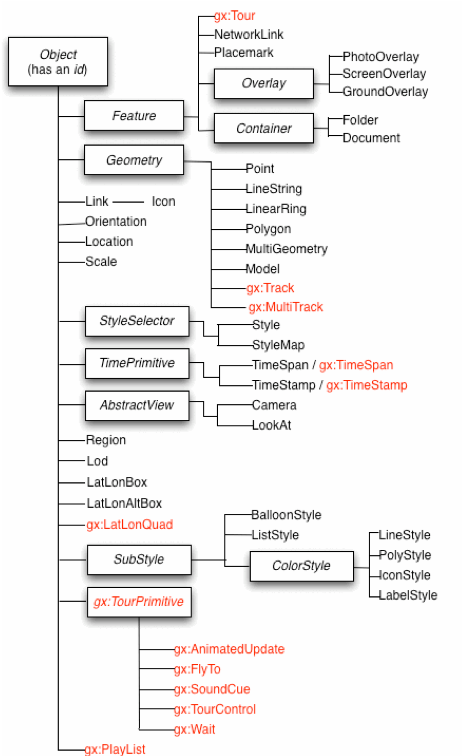 Object
(has an id)
gx:Tour
NetworkLink
Placemark
Overlay
PhotoOverlay
ScreenOverlay
GroundOverlay
Feature
Container
Folder
Document
Geometry
Point
LineString
LinearRing
Polygon
MultiGeometry
Model
gx:Track
gx:MultiTrack
Link
Icon
Orientation
Location
Scale
StyleSelector
Style
StyleMap
TimePrimitive
TimeSpan / gx:TimeSpan
TimeStamp / gx:TimeStamp
AbstractView
Camera
LookAt
Region
Lod
LatLonBox
LatLonAltBox
gx:LatLonQuad
SubStyle
BalloonStyle
ListStyle
ColorStyle
LineStyle
PolyStyle
IconStyle
LabelStyle
gx:TourPrimitive
gx:AnimatedUpdate
gx:FlyTo
gx:SoundCue
gx:TourControl
gx:Wait
gx:PlayList